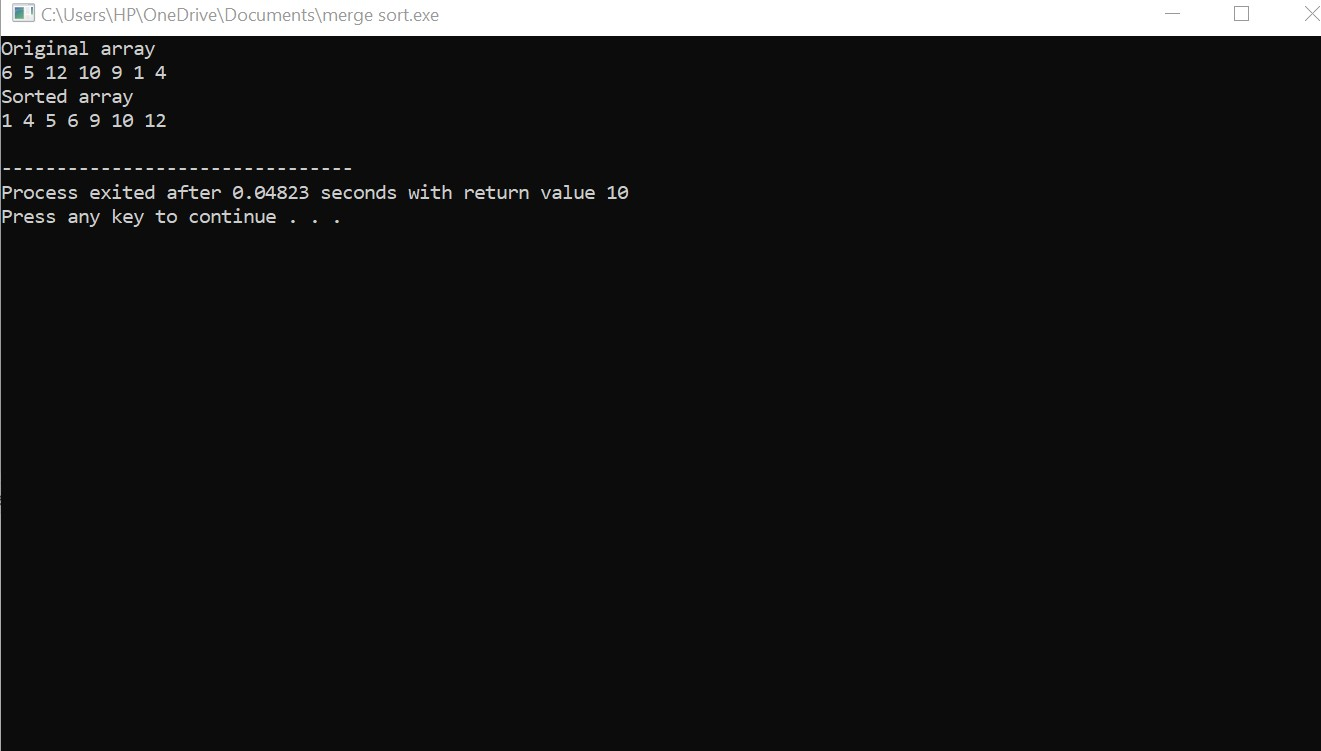 C:\Users\HP\OneDrive\Documents\merge sort.exe
Original array
6 5 12 10 9 1 4
Sorted array
1 4 5 6 9 10 12
--------------------------------
Process exited after 0.04823 seconds with return value 10
Press any key to continue . . .